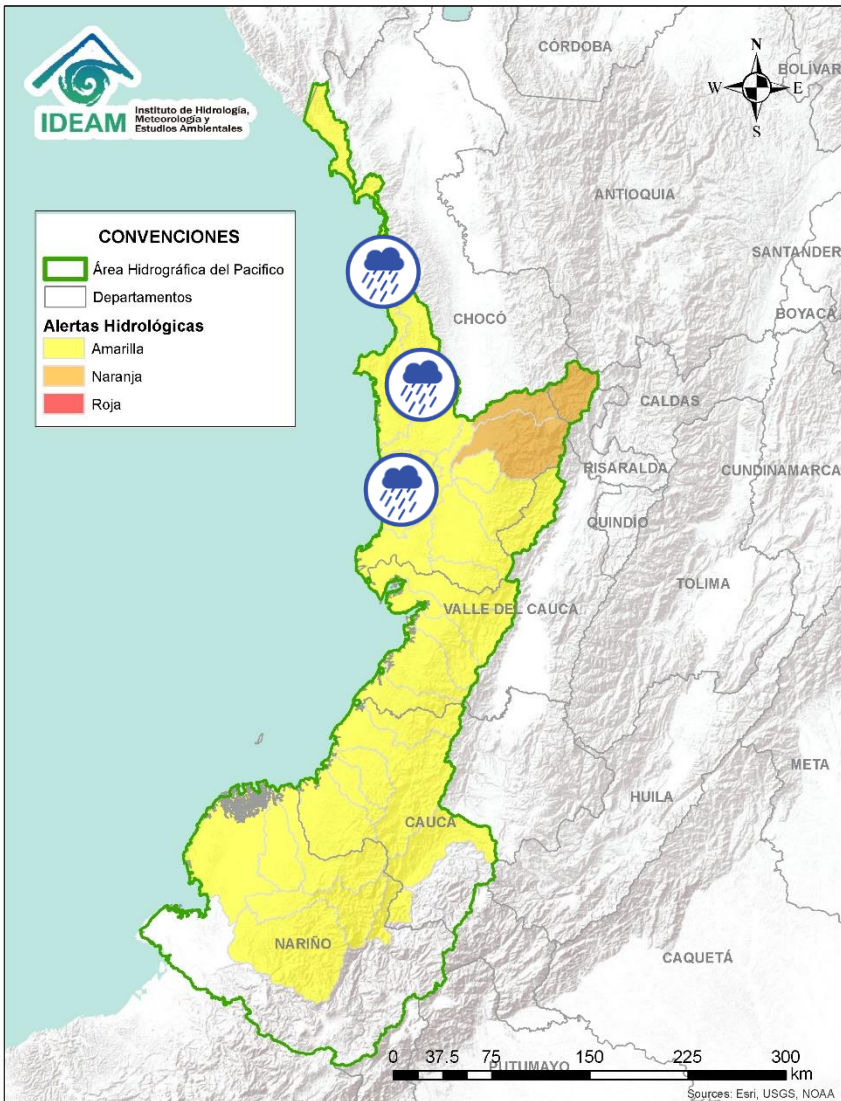 IDEAM
Instituto de Hidrología,
Meteorología y
Estudios Ambientales
N
W
E
S
CÓRDOBA
BOLÍVAR
ANTIOQUIA
SANTANDER
BOYACÁ
CONVENCIONES
Área Hidrográfica del Pacifico
Departamentos
Alertas Hidrológicas
Amarilla
Naranja
Roja
CHOCÓ
CALDAS
RISARALDA
CUNDINAMARCA
QUINDÍO
TOLIMA
VALLE DEL CAUCA
META
HUILA
CAUCA
NARIÑO
CAQUETÁ
PUTUMAYO
0 37.5 75 150 225 300
km
Sources: Esri, USGS, NOAA